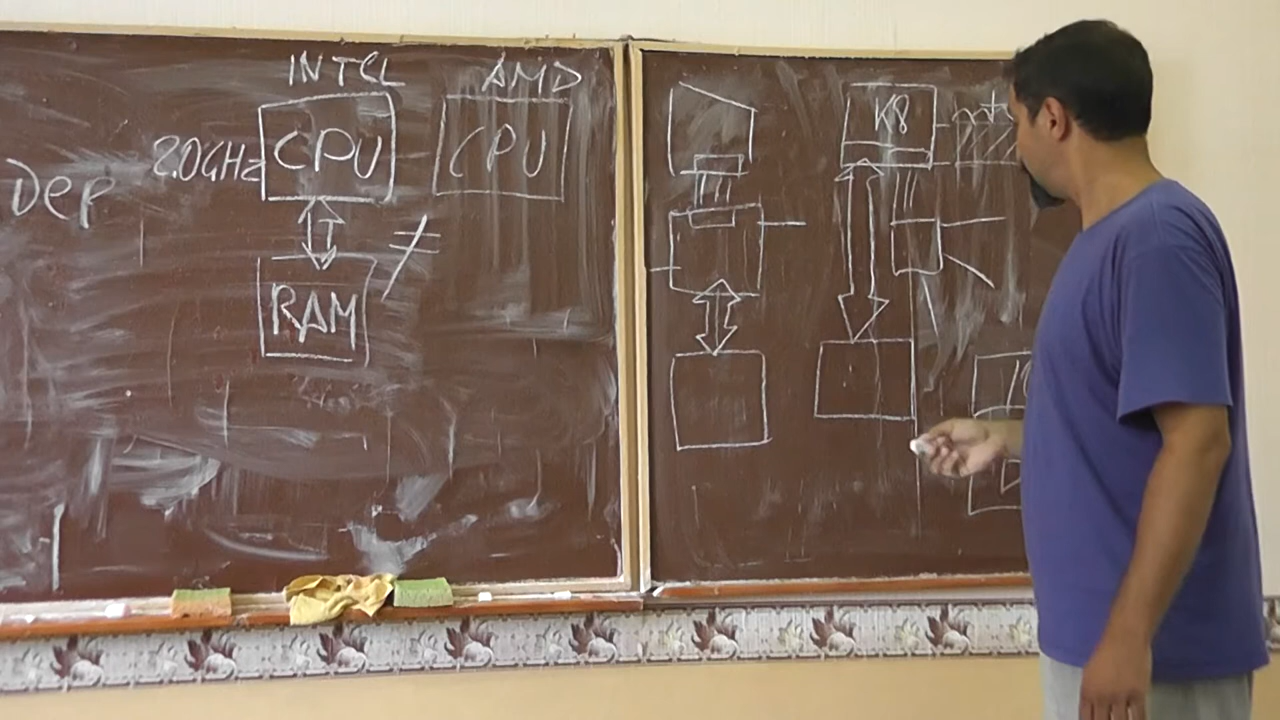 INTEL
AMD
2.0GHz
CPU
CPU
Dep
≠
RAM
K8